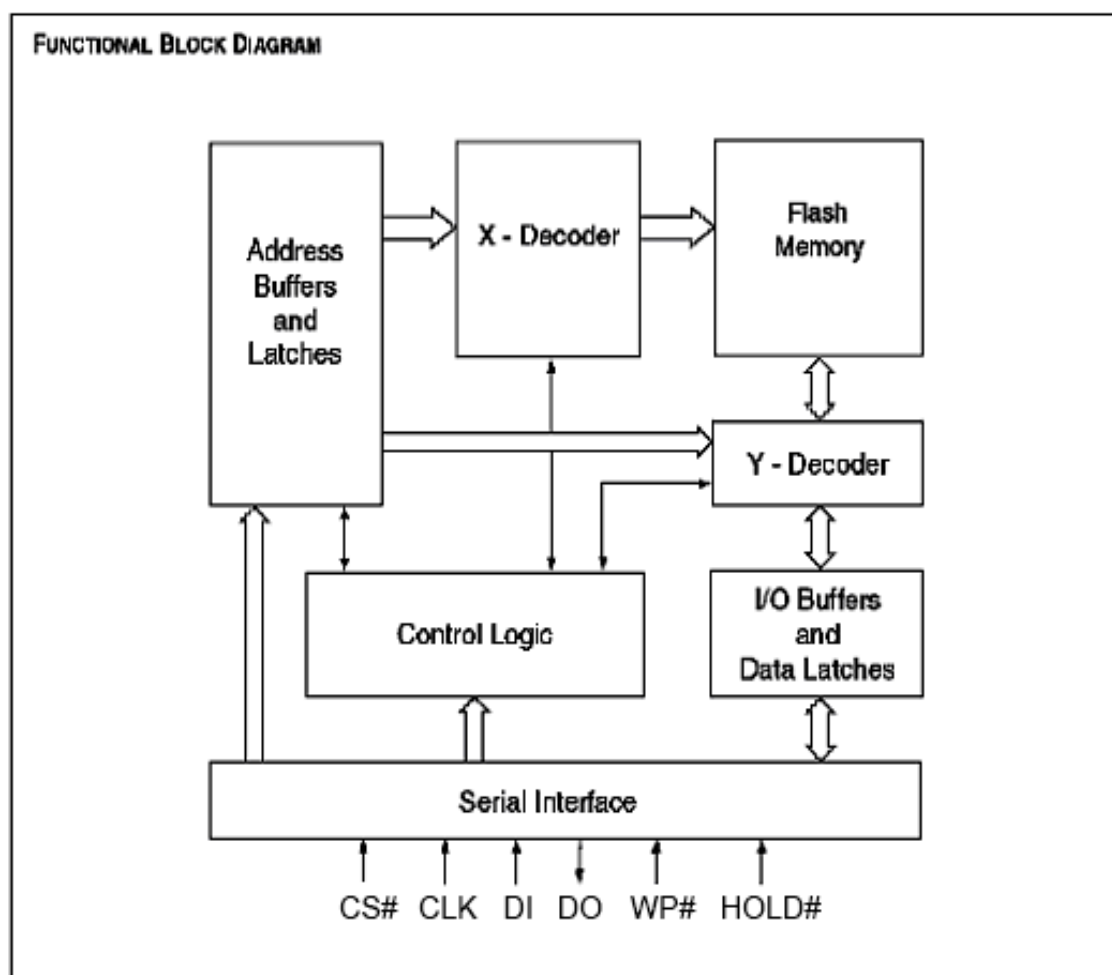 FUNCTIONAL BLOCK DIAGRAM
Address
Buffers
and
Latches
X - Decoder
Flash
Memory
Y - Decoder
Control Logic
I/O Buffers
and
Data Latches
Serial Interface
CS# CLK DI DO WP# HOLD#